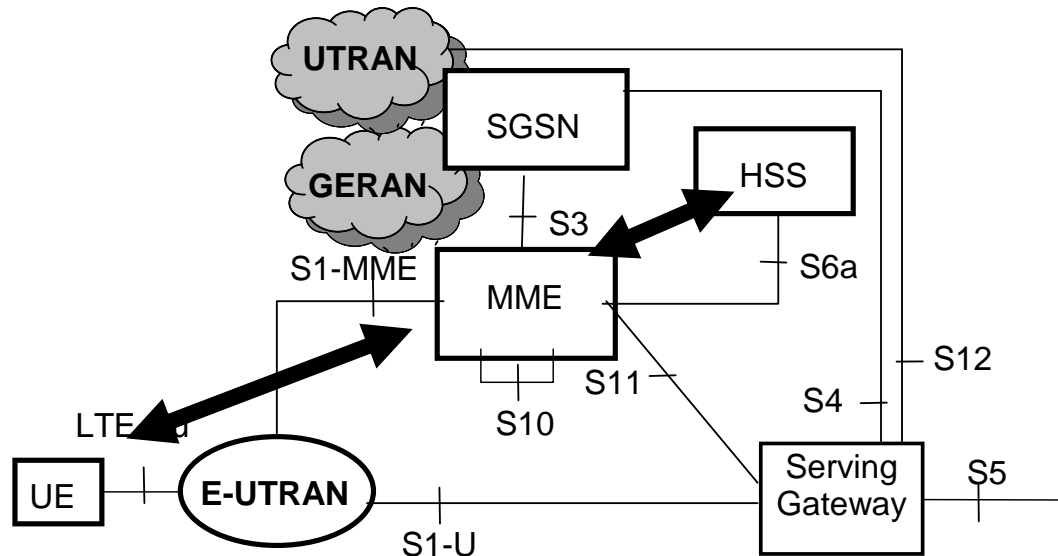 UTRAN
SGSN
HSS
GERAN
S3
S1-MME
S6a
MME
S12
S11
S4
S10
LTE u
Serving
Gateway
S5
UE
E-UTRAN
S1-U